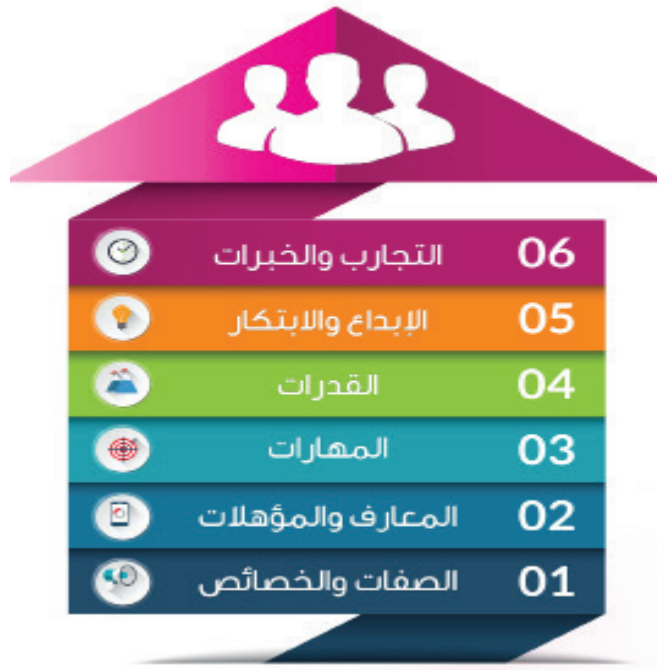 06 التجارب والخبرات
05 الإبداع والابتكار
04 القدرات
03 المهارات
02 المعارف والمؤهلات
01 الصفات والخصائص